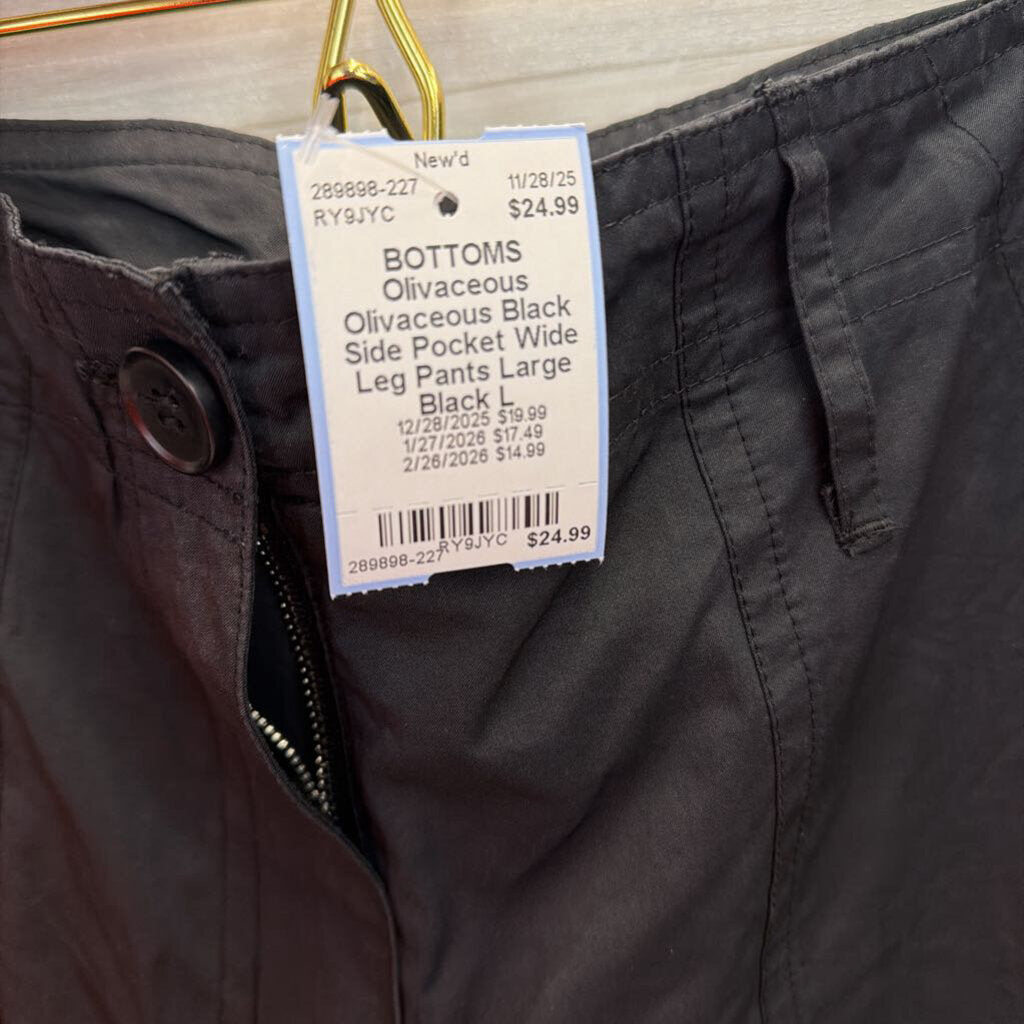 New'd
289898-227 11/28/25
RY9JYC $24.99
BOTTOMS
Olivaceous
Olivaceous Black
Side Pocket Wide
Leg Pants Large
Black L
12/28/2025 $19.99
1/27/2026 $17.49
2/26/2026 $14.99
289898-227 RY9JYC $24.99